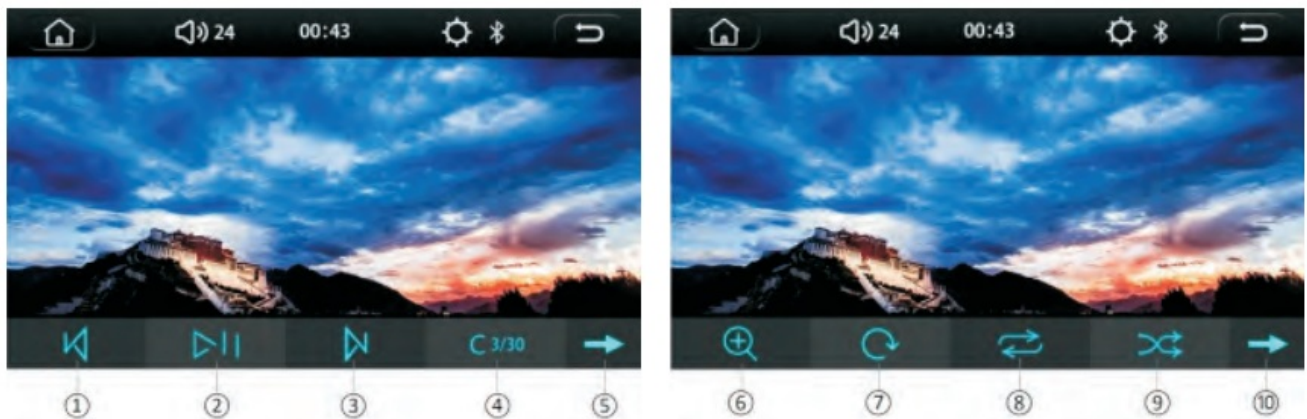 24 00:43
24 00:43
C 3/30
① ② ③ ④ ⑤
⑥ ⑦ ⑧ ⑨ ⑩